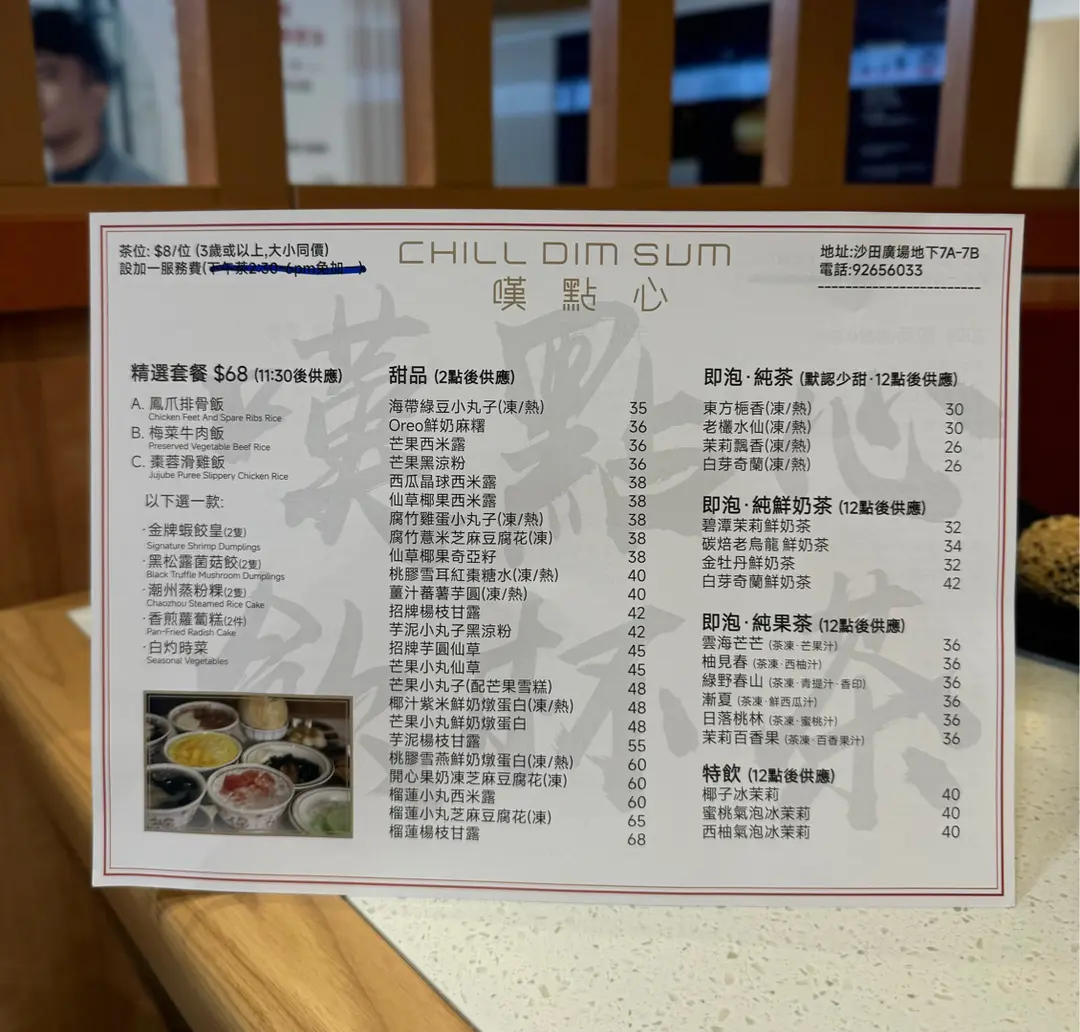 茶位: $8/位 (3歲或以上,大小同價)
設加一服務費(下午茶2:30-6pm免加一)
CHILL DIM SUM
嘆點心
地址:沙田廣場地下7A-7B
電話:92656033
精選套餐 $68 (11:30後供應)
A. 鳳爪排骨飯
Chicken Feet And Spare Ribs Rice
B. 梅菜牛肉飯
Preserved Vegetable Beef Rice
C. 棗蓉滑雞飯
Jujube Puree Slippery Chicken Rice
以下選一款:
·金牌蝦餃皇(2隻)
Signature Shrimp Dumplings
·黑松露菌菇餃(2隻)
Black Truffle Mushroom Dumplings
·潮州蒸粉粿(2隻)
Chaozhou Steamed Rice Cake
·香煎蘿蔔糕(2件)
Pan-Fried Radish Cake
·白灼時菜
Seasonal Vegetables
甜品 (2點後供應)
海帶綠豆小丸子(凍/熱) 35
Oreo鮮奶麻糬 36
芒果西米露 36
芒果黑涼粉 36
西瓜晶球西米露 38
仙草椰果西米露 38
腐竹雞蛋小丸子(凍/熱) 38
腐竹薏米芝麻豆腐花(凍) 38
仙草椰果奇亞籽 38
桃膠雪耳紅棗糖水(凍/熱) 40
薑汁蕃薯芋圓(凍/熱) 40
招牌楊枝甘露 42
芋泥小丸子黑涼粉 42
招牌芋圓仙草 45
芒果小丸仙草 45
芒果小丸子(配芒果雪糕) 48
椰汁紫米鮮奶燉蛋白(凍/熱) 48
芒果小丸鮮奶燉蛋白 48
芋泥楊枝甘露 55
桃膠雪燕鮮奶燉蛋白(凍/熱) 60
開心果奶凍芝麻豆腐花(凍) 60
榴蓮小丸西米露 60
榴蓮小丸芝麻豆腐花(凍) 65
榴蓮楊枝甘露 68
即泡·純茶 (默認少甜·12點後供應)
東方梔香(凍/熱) 30
老欉水仙(凍/熱) 30
茉莉飄香(凍/熱) 26
白芽奇蘭(凍/熱) 26
即泡·純鮮奶茶 (12點後供應)
碧潭茉莉鮮奶茶 32
碳焙老烏龍 鮮奶茶 34
金牡丹鮮奶茶 32
白芽奇蘭鮮奶茶 42
即泡·純果茶 (12點後供應)
雲海芒芒 (茶凍·芒果汁) 36
柚見春 (茶凍·西柚汁) 36
綠野春山 (茶凍·青提汁·香印) 36
漸夏 (茶凍·鮮西瓜汁) 36
日落桃林 (茶凍·蜜桃汁) 36
茉莉百香果 (茶凍·百香果汁) 36
特飲 (12點後供應)
椰子冰茉莉 40
蜜桃氣泡冰茉莉 40
西柚氣泡冰茉莉 40
嘆點心
飲杯茶